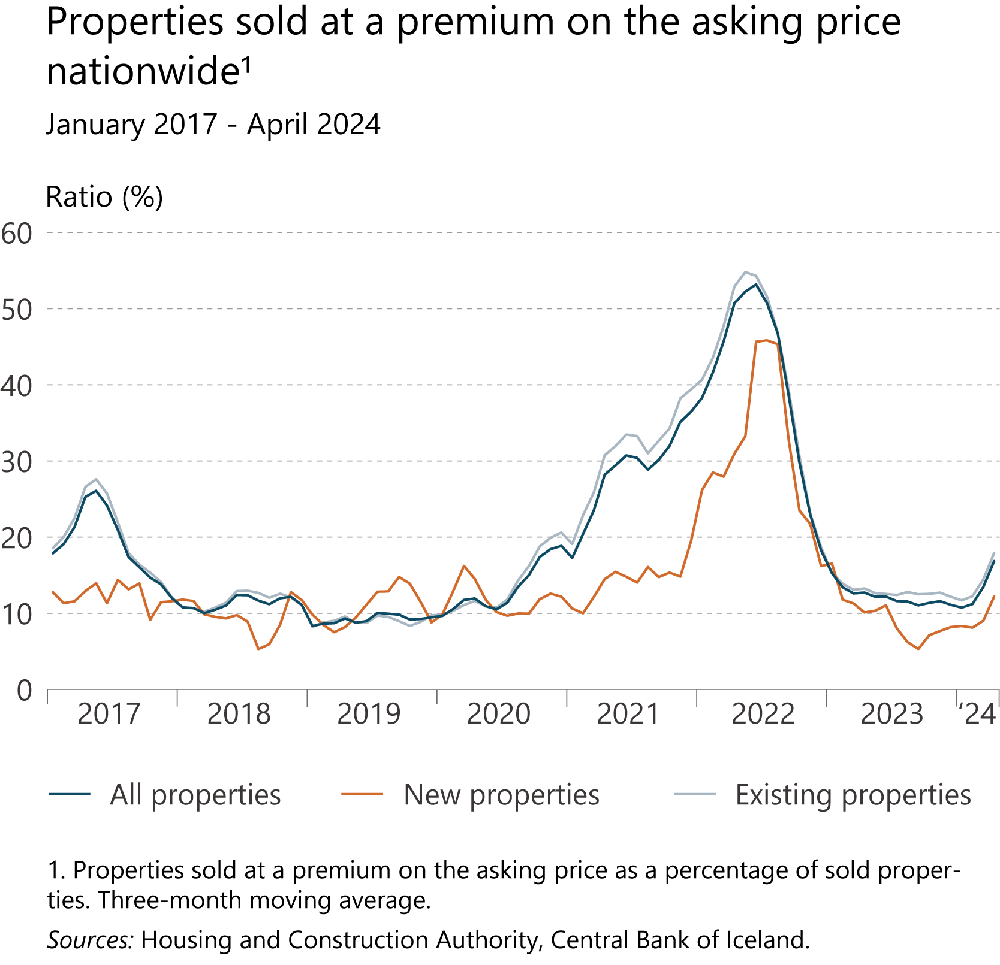 Properties sold at a premium on the asking price
nationwide¹
January 2017 - April 2024
Ratio (%)
60
50
40
30
20
10
0
2017 2018 2019 2020 2021 2022 2023 ’24
All properties New properties Existing properties
1. Properties sold at a premium on the asking price as a percentage of sold proper-
ties. Three-month moving average.
Sources: Housing and Construction Authority, Central Bank of Iceland.